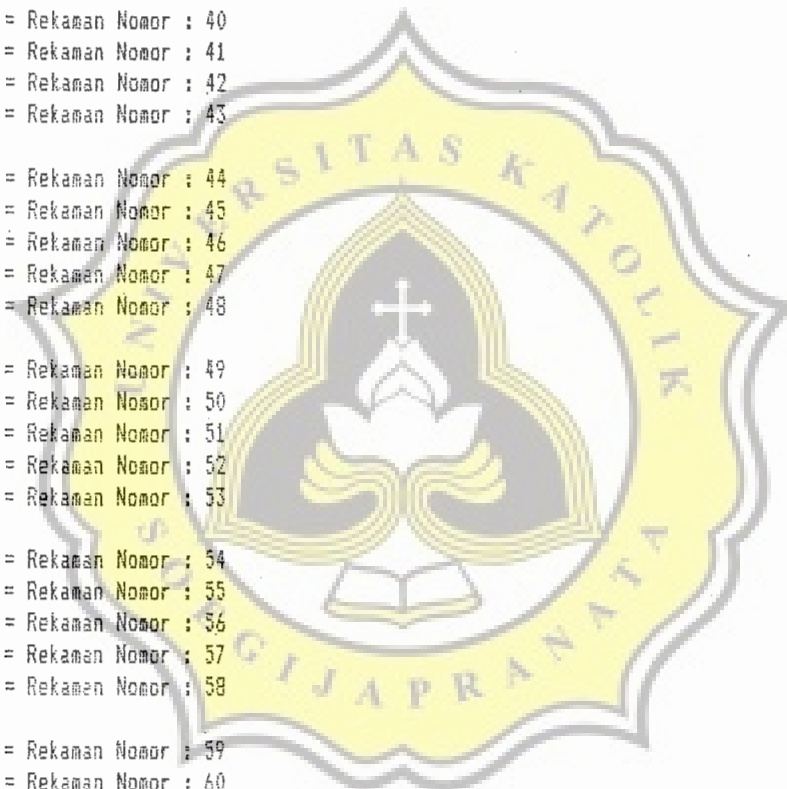 = Rekaman Nomor : 40
= Rekaman Nomor : 41
= Rekaman Nomor : 42
= Rekaman Nomor : 43
= Rekaman Nomor : 44
= Rekaman Nomor : 45
= Rekaman Nomor : 46
= Rekaman Nomor : 47
= Rekaman Nomor : 48
= Rekaman Nomor : 49
= Rekaman Nomor : 50
= Rekaman Nomor : 51
= Rekaman Nomor : 52
= Rekaman Nomor : 53
= Rekaman Nomor : 54
= Rekaman Nomor : 55
= Rekaman Nomor : 56
= Rekaman Nomor : 57
= Rekaman Nomor : 58
= Rekaman Nomor : 59
= Rekaman Nomor : 60
UNIVERSITAS KATOLIK
SOEGIJAPRANATA